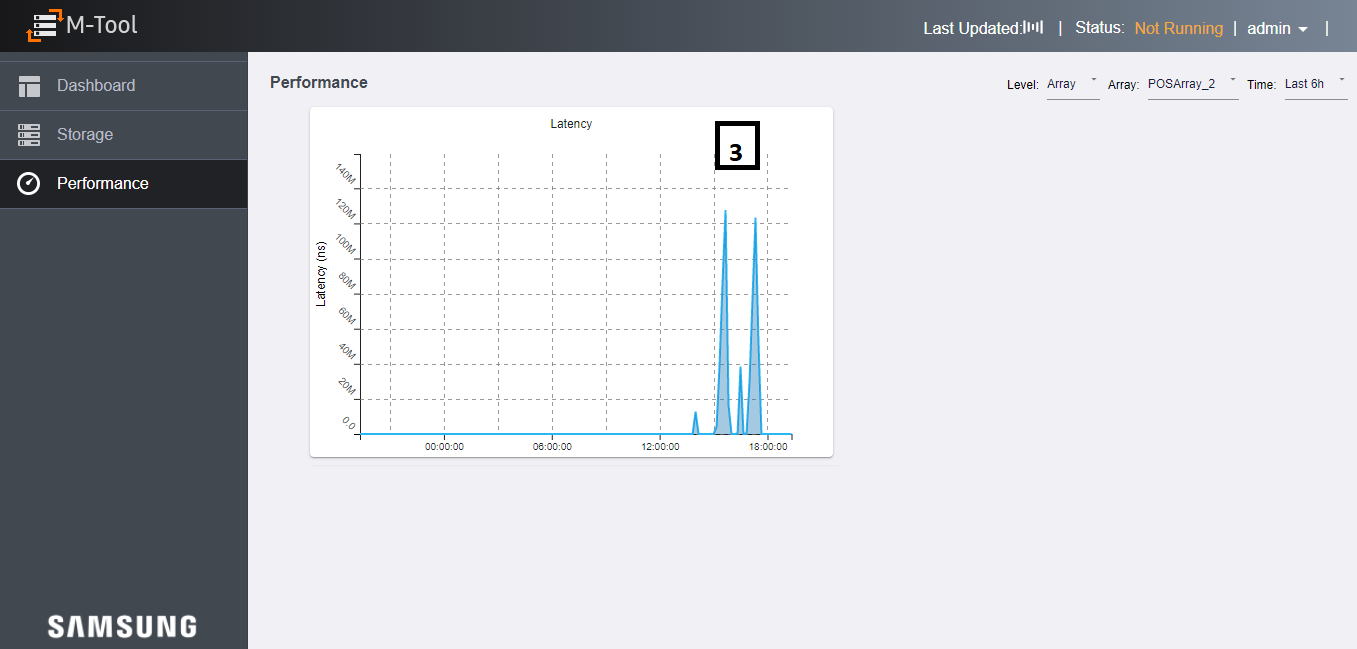 M-Tool
Last Updated: | Status: Not Running | admin |
Dashboard
Storage
Performance
SAMSUNG
Performance
Level: Array Array: POSArray_2 Time: Last 6h
Latency
3
Latency (ns)
140M
120M
100M
80M
60M
40M
20M
0.0
00:00:00 06:00:00 12:00:00 18:00:00